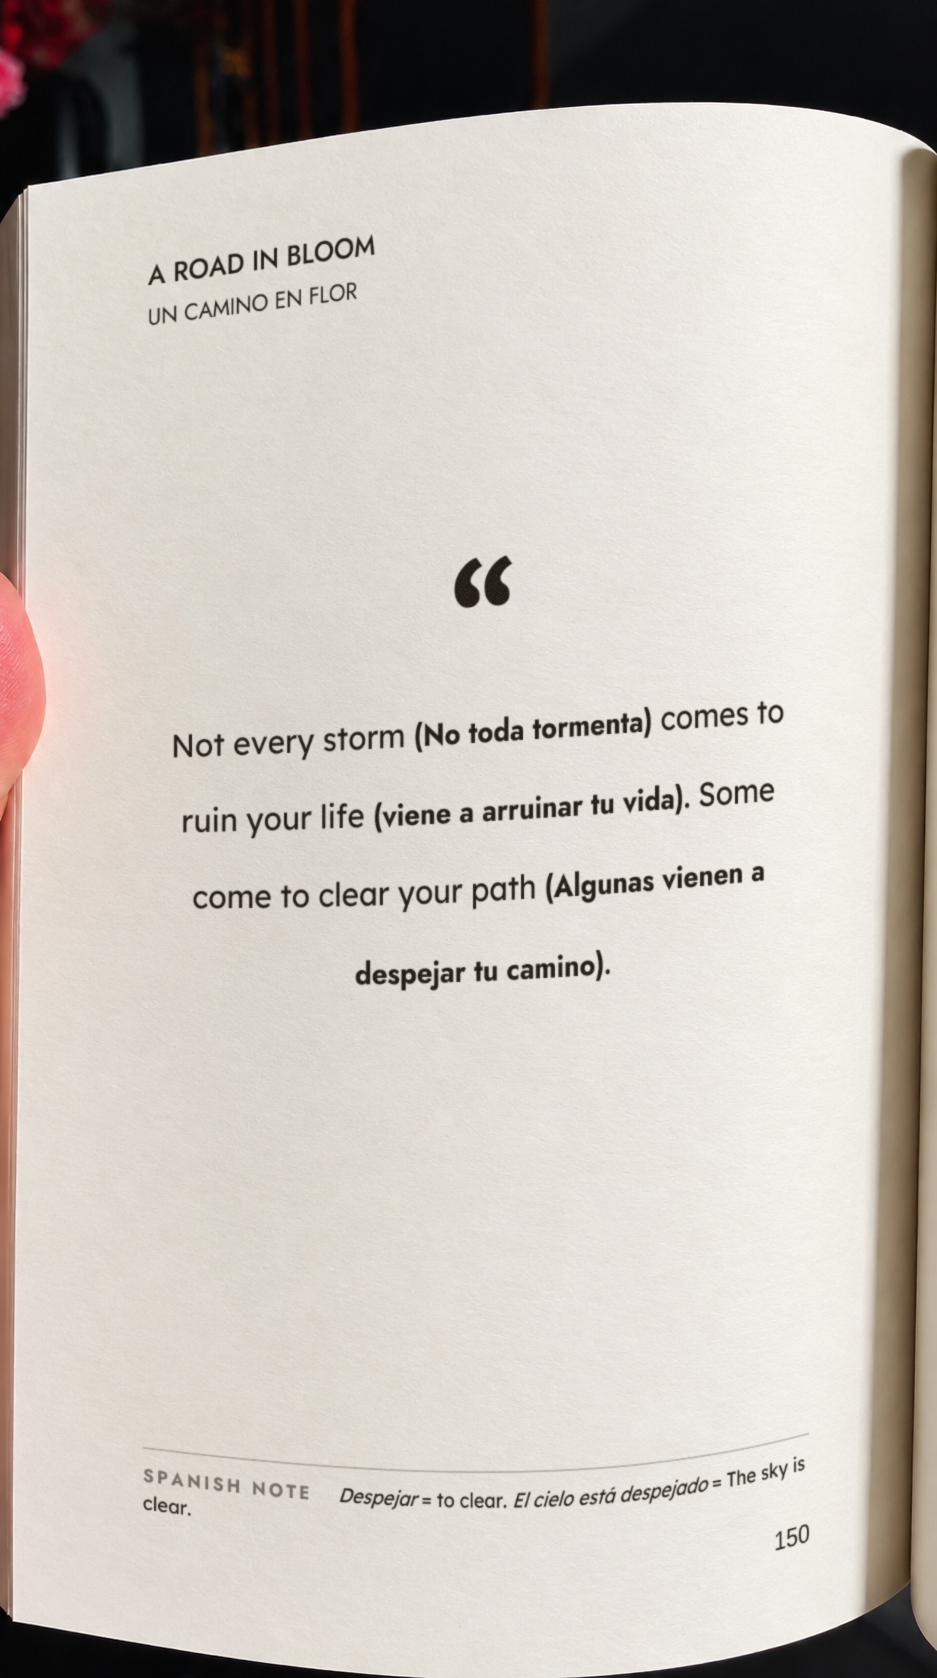 A ROAD IN BLOOM
UN CAMINO EN FLOR
“
Not every storm (No toda tormenta) comes to
ruin your life (viene a arruinar tu vida). Some
come to clear your path (Algunas vienen a
despejar tu camino).
SPANISH NOTE Despejar = to clear. El cielo está despejado = The sky is
clear.
150